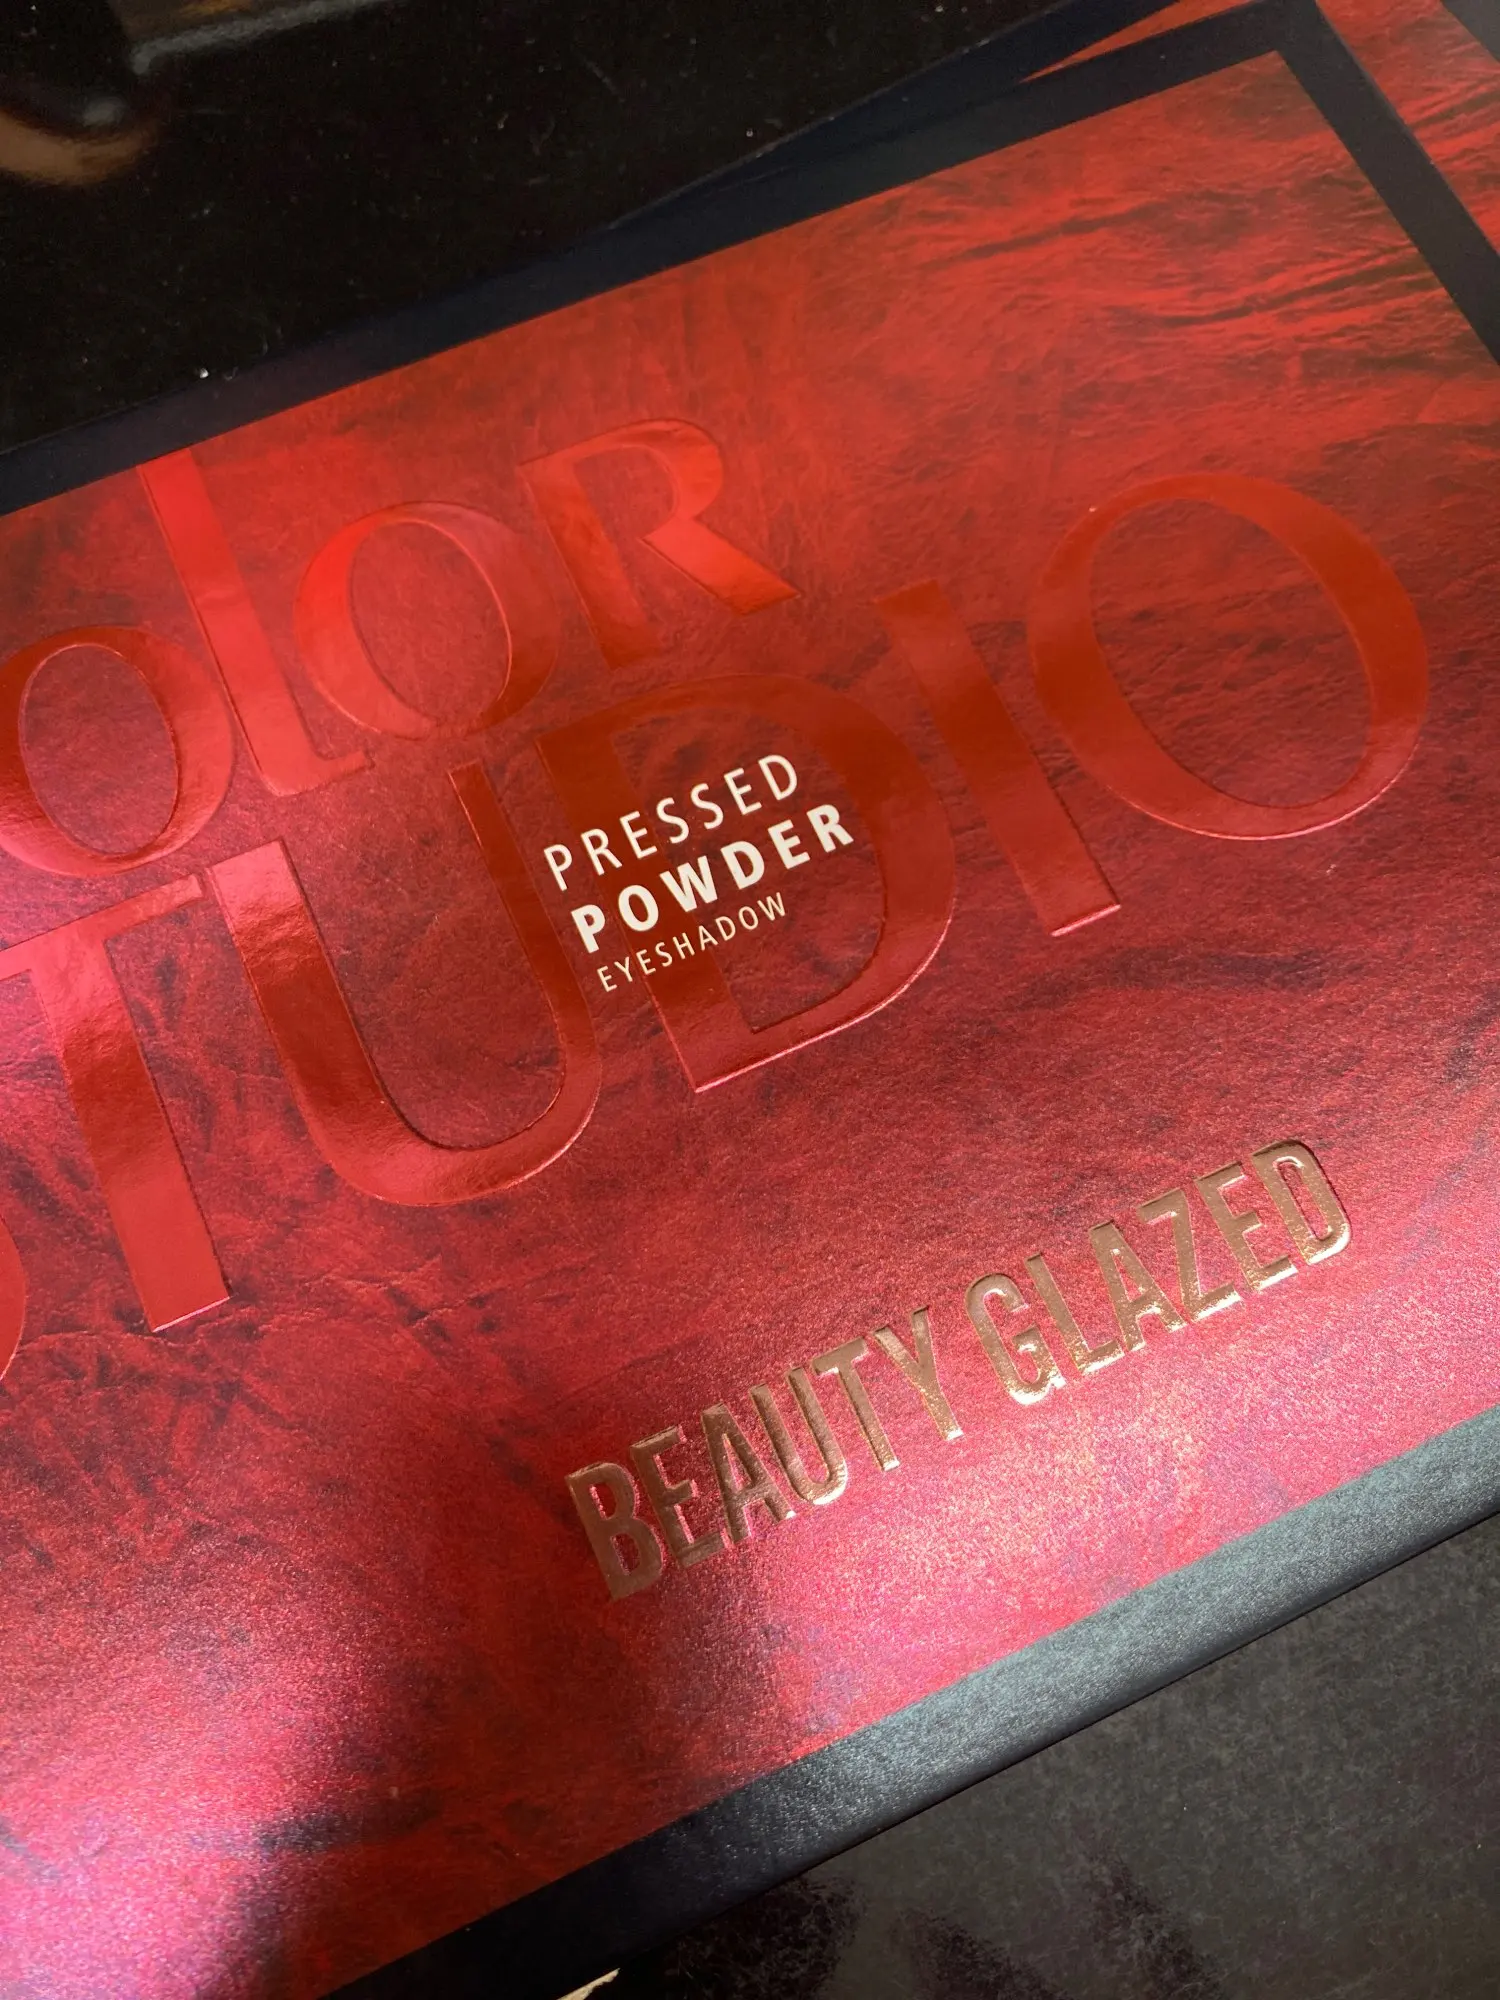 olor
TUDIO
PRESSED
POWDER
EYESHADOW
BEAUTY GLAZED